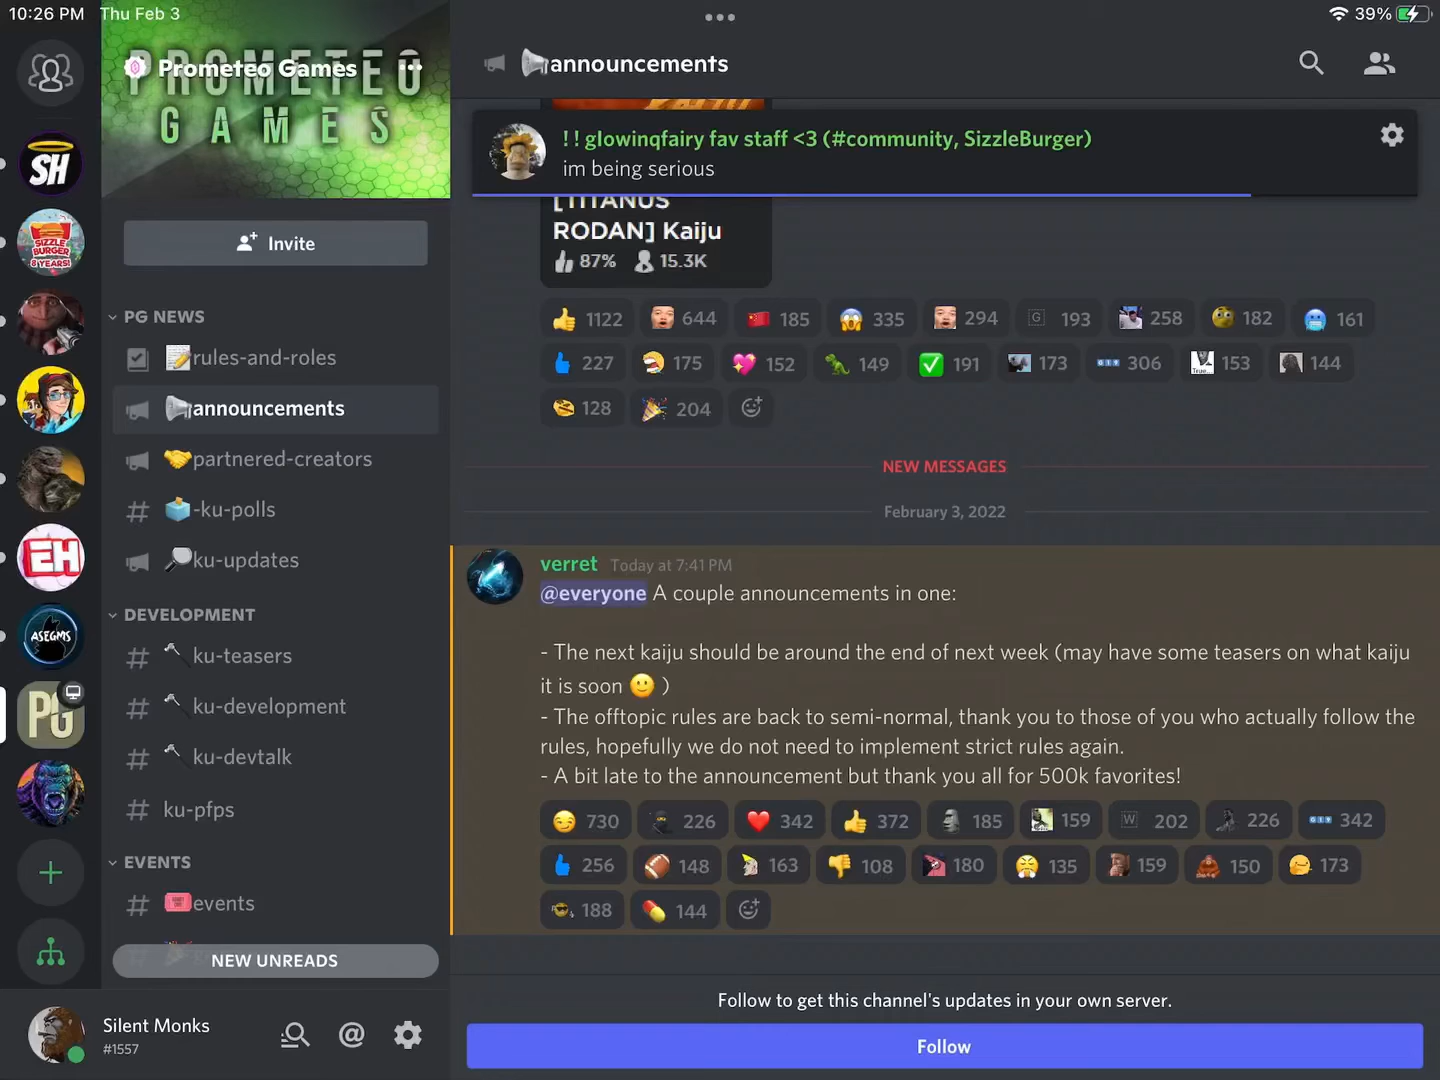 10:26 PM Thu Feb 3
39%
PROMETEO
GAMES
Prometeo Games
Invite
PG NEWS
rules-and-roles
announcements
partnered-creators
-ku-polls
ku-updates
DEVELOPMENT
ku-teasers
ku-development
ku-devtalk
ku-pfps
EVENTS
events
NEW UNREADS
SH
SIZZLE
BURGER
8 YEARS!
EH
ASEGMS
PG
Silent Monks
#1557
announcements
!! glowinqfairy fav staff <3 (#community, SizzleBurger)
im being serious
[TITANUS
RODAN] Kaiju
87% 15.3K
1122 644 185 335 294 G 193 258 182 161
227 175 152 149 191 173 306 153 144
128 204
NEW MESSAGES
February 3, 2022
verret Today at 7:41 PM
@everyone A couple announcements in one:
- The next kaiju should be around the end of next week (may have some teasers on what kaiju
it is soon )
- The offtopic rules are back to semi-normal, thank you to those of you who actually follow the
rules, hopefully we do not need to implement strict rules again.
- A bit late to the announcement but thank you all for 500k favorites!
730 226 342 372 185 159 W 202 226 342
256 148 163 108 180 135 159 150 173
188 144
Follow to get this channel's updates in your own server.
Follow